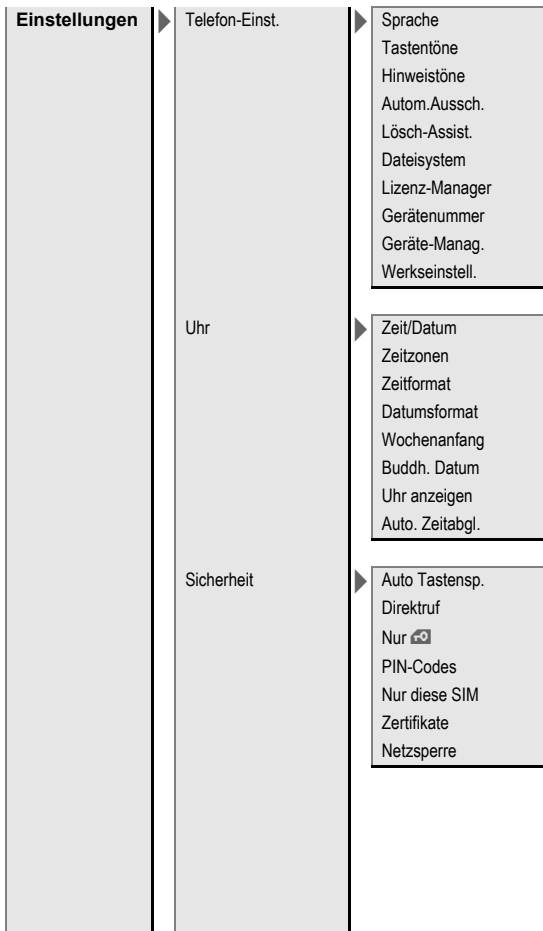 Einstellungen Telefon-Einst. Sprache
Tastentöne
Hinweistöne
Autom.Aussch.
Lösch-Assist.
Dateisystem
Lizenz-Manager
Gerätenummer
Geräte-Manag.
Werkseinstell.
Uhr Zeit/Datum
Zeitzonen
Zeitformat
Datumsformat
Wochenanfang
Buddh. Datum
Uhr anzeigen
Auto. Zeitabgl.
Sicherheit Auto Tastensp.
Direktruf
Nur
PIN-Codes
Nur diese SIM
Zertifikate
Netzsperre